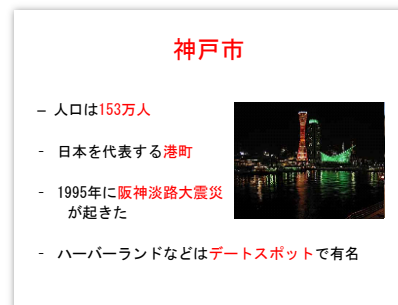 神戸市
– 人口は153万人
- 日本を代表する港町
- 1995年に阪神淡路大震災
が起きた
- ハーバーランドなどはデートスポットで有名